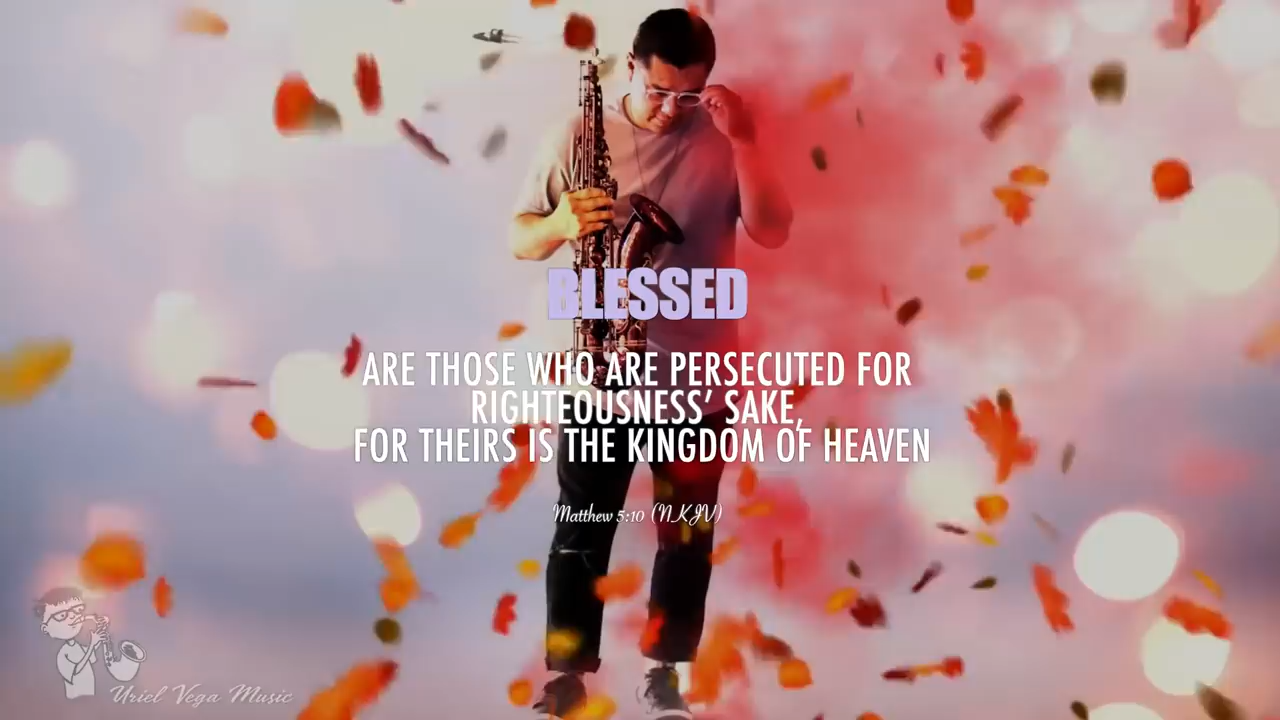 BLESSED
ARE THOSE WHO ARE PERSECUTED FOR
RIGHTEOUSNESS’ SAKE,
FOR THEIRS IS THE KINGDOM OF HEAVEN
Matthew 5:10 (NKJV)
Uriel Vega Music